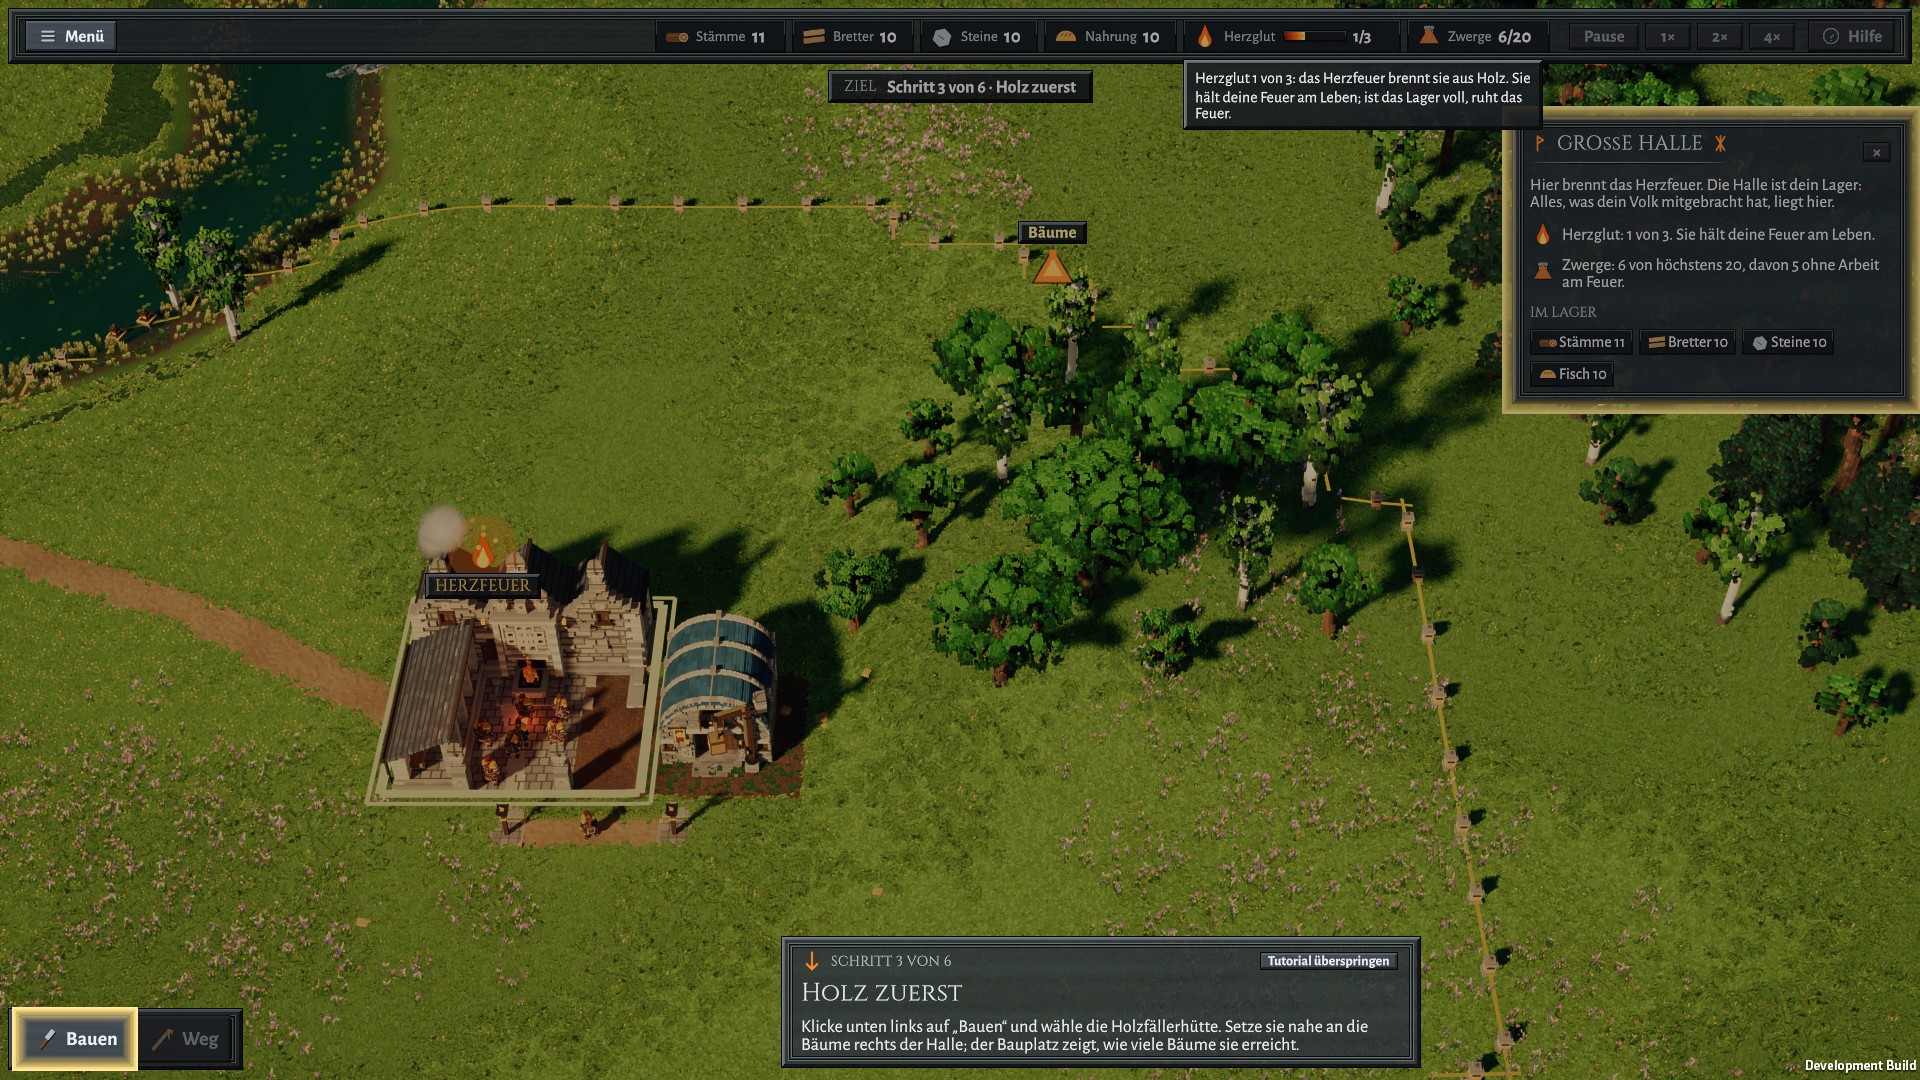 Menü
Stämme 11
Bretter 10
Steine 10
Nahrung 10
Herzglut 1/3
Zwerge 6/20
Pause
1×
2×
4×
Hilfe
ZIEL Schritt 3 von 6 · Holz zuerst
Herzglut 1 von 3: das Herzfeuer brennt sie aus Holz. Sie
hält deine Feuer am Leben; ist das Lager voll, ruht das
Feuer.
GROSSE HALLE
×
Hier brennt das Herzfeuer. Die Halle ist dein Lager:
Alles, was dein Volk mitgebracht hat, liegt hier.
Herzglut: 1 von 3. Sie hält deine Feuer am Leben.
Zwerge: 6 von höchstens 20, davon 5 ohne Arbeit
am Feuer.
IM LAGER
Stämme 11
Bretter 10
Steine 10
Fisch 10
Bäume
HERZFEUER
SCHRITT 3 VON 6
Tutorial überspringen
HOLZ ZUERST
Klicke unten links auf „Bauen“ und wähle die Holzfällerhütte. Setze sie nahe an die
Bäume rechts der Halle; der Bauplatz zeigt, wie viele Bäume sie erreicht.
Bauen
Weg
Development Build